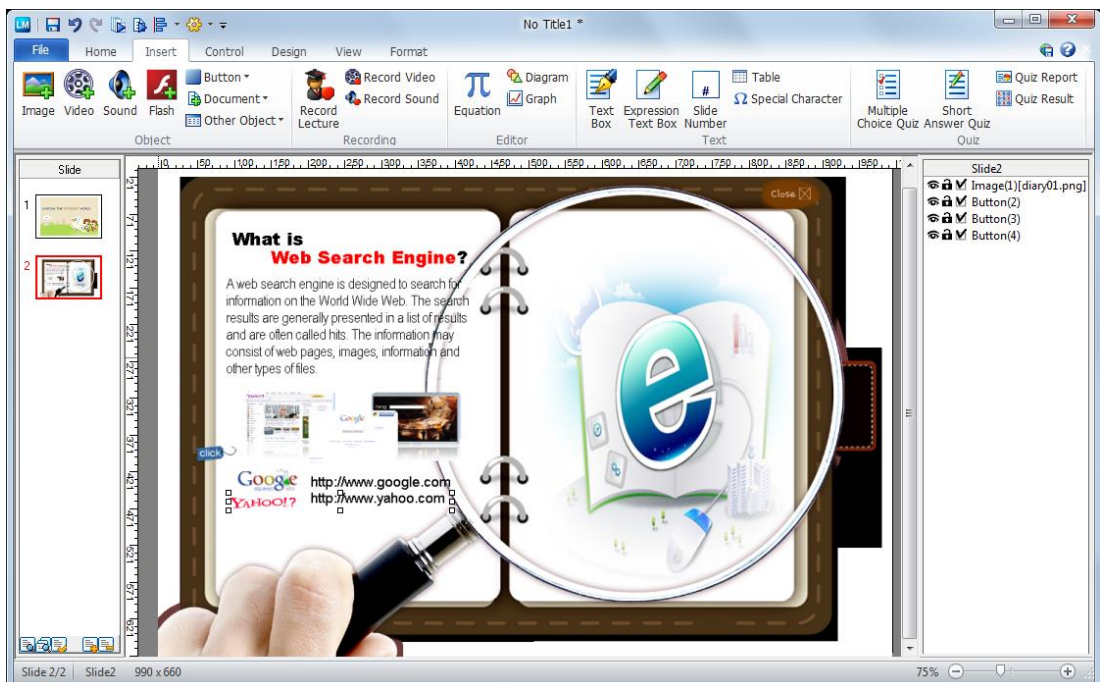 LM
No Title1 *
File Home Insert Control Design View Format
Image Video Sound Flash
Button
Document
Other Object
Object
Record Lecture
Record Video
Record Sound
Recording
Equation
Diagram
Graph
Editor
Text Box
Expression Text Box
# Slide Number
Table
Ω Special Character
Text
Multiple Choice Quiz
Short Answer Quiz
Quiz Report
Quiz Result
Quiz
Slide
1
2
Close
What is
Web Search Engine?
A web search engine is designed to search for
information on the World Wide Web. The search
results are generally presented in a list of results
and are often called hits. The information may
consist of web pages, images, information and
other types of files.
Google
click
Google http://www.google.com
YAHOO!? http://www.yahoo.com
e
Slide2
Image(1)[diary01.png]
Button(2)
Button(3)
Button(4)
Slide 2/2 Slide2 990 x 660 75%